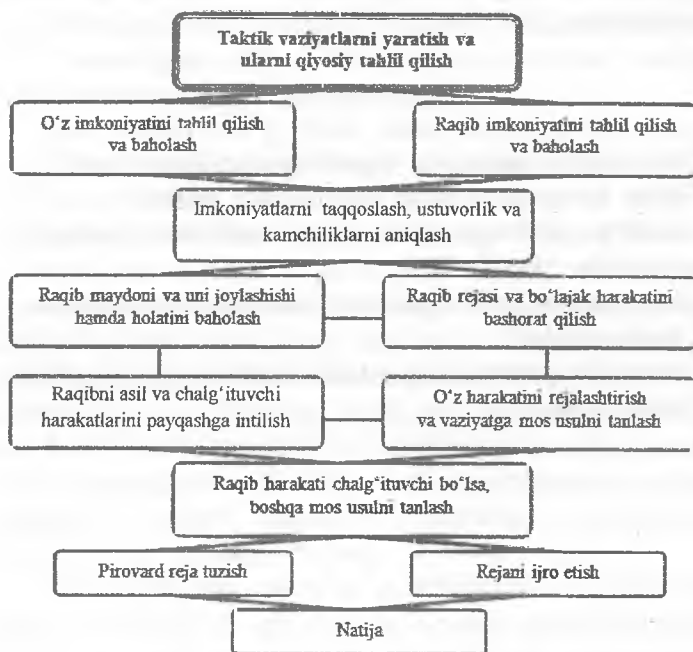 Taktik vaziyatlarni yaratish va
ularni qiyosiy tahlil qilish
O‘z imkoniyatini tahlil qilish
va baholash
Raqib imkoniyatini tahlil qilish
va baholash
Imkoniyatlarni taqqoslash, ustuvorlik va
kamchiliklarni aniqlash
Raqib maydoni va uni joylashishi
hamda holatini baholash
Raqib rejasi va bo‘lajak harakatini
bashorat qilish
Raqibni asil va chalg‘ituvchi
harakatlarini payqashga intilish
O‘z harakatini rejalashtirish
va vaziyatga mos usulni tanlash
Raqib harakati chalg‘ituvchi bo‘lsa,
boshqa mos usulni tanlash
Pirovard reja tuzish
Rejani ijro etish
Natija